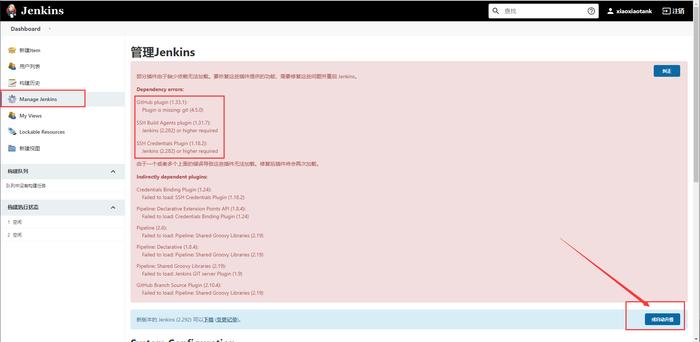 Jenkins
查找
xiaoxiaotank
注销
Dashboard
新建Item
用户列表
构建历史
Manage Jenkins
My Views
Lockable Resources
新建视图
构建队列
队列中没有构建任务
构建执行状态
1 空闲
2 空闲
管理Jenkins
部分插件由于缺少依赖无法加载。要恢复这些插件提供的功能，需要修复这些问题并重启 Jenkins。
纠正
Dependency errors:
GitHub plugin (1.33.1):
Plugin is missing: git (4.5.0)
SSH Build Agents plugin (1.31.7):
Jenkins (2.282) or higher required
SSH Credentials Plugin (1.18.2):
Jenkins (2.282) or higher required
由于一个或者多个上面的错误导致这些插件无法加载。修复后插件将会再次加载。
Indirectly dependent plugins:
Credentials Binding Plugin (1.24):
Failed to load: SSH Credentials Plugin (1.18.2)
Pipeline: Declarative Extension Points API (1.8.4):
Failed to load: Credentials Binding Plugin (1.24)
Pipeline (2.6):
Failed to load: Pipeline: Shared Groovy Libraries (2.19)
Pipeline: Declarative (1.8.4):
Failed to load: Pipeline: Shared Groovy Libraries (2.19)
Pipeline: Shared Groovy Libraries (2.19):
Failed to load: Jenkins GIT server Plugin (1.9)
GitHub Branch Source Plugin (2.10.4):
Failed to load: Pipeline: Shared Groovy Libraries (2.19)
新版本的 Jenkins (2.292) 可以下载 (变更记录)。
或自动升级
System Configuration